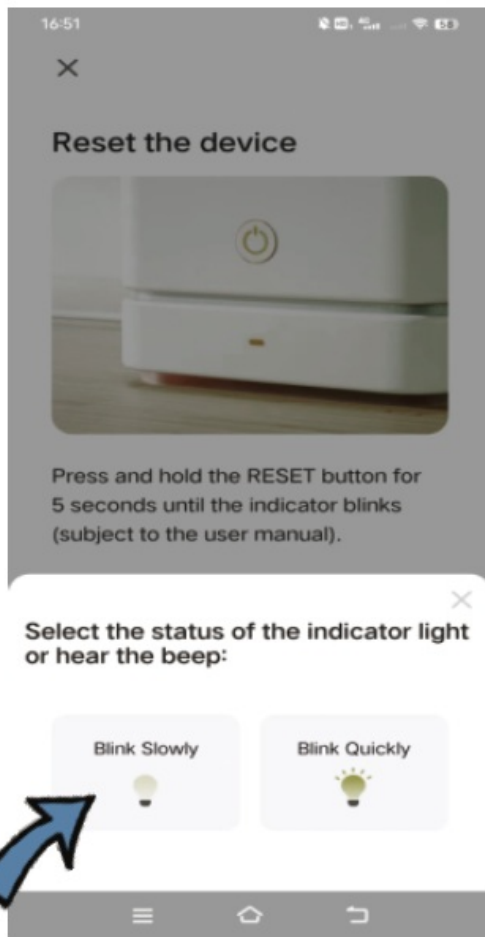 16:51
Reset the device
Press and hold the RESET button for
5 seconds until the indicator blinks
(subject to the user manual).
Select the status of the indicator light
or hear the beep:
Blink Slowly
Blink Quickly